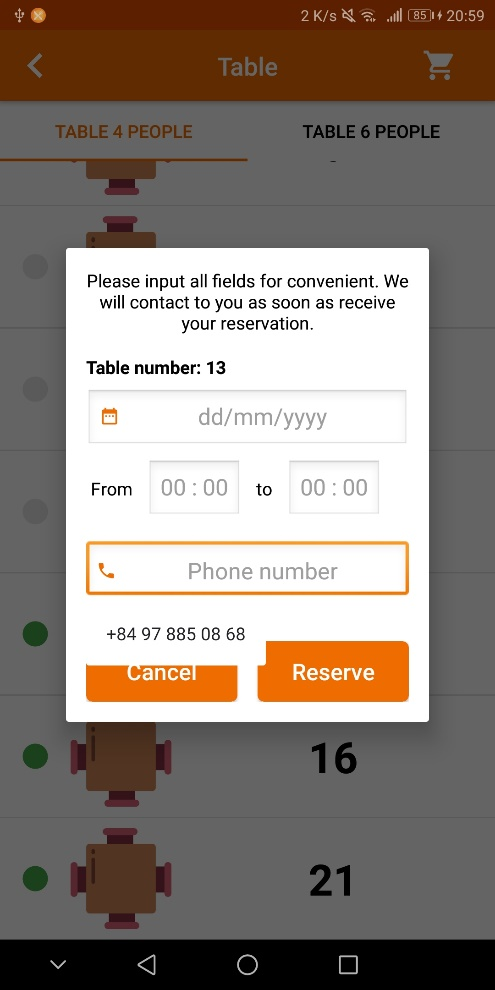 2 K/s 85 20:59
Table
TABLE 4 PEOPLE TABLE 6 PEOPLE
Please input all fields for convenient. We
will contact to you as soon as receive
your reservation.
Table number: 13
dd/mm/yyyy
From 00 : 00 to 00 : 00
Phone number
+84 97 885 08 68
Cancel Reserve
16
21